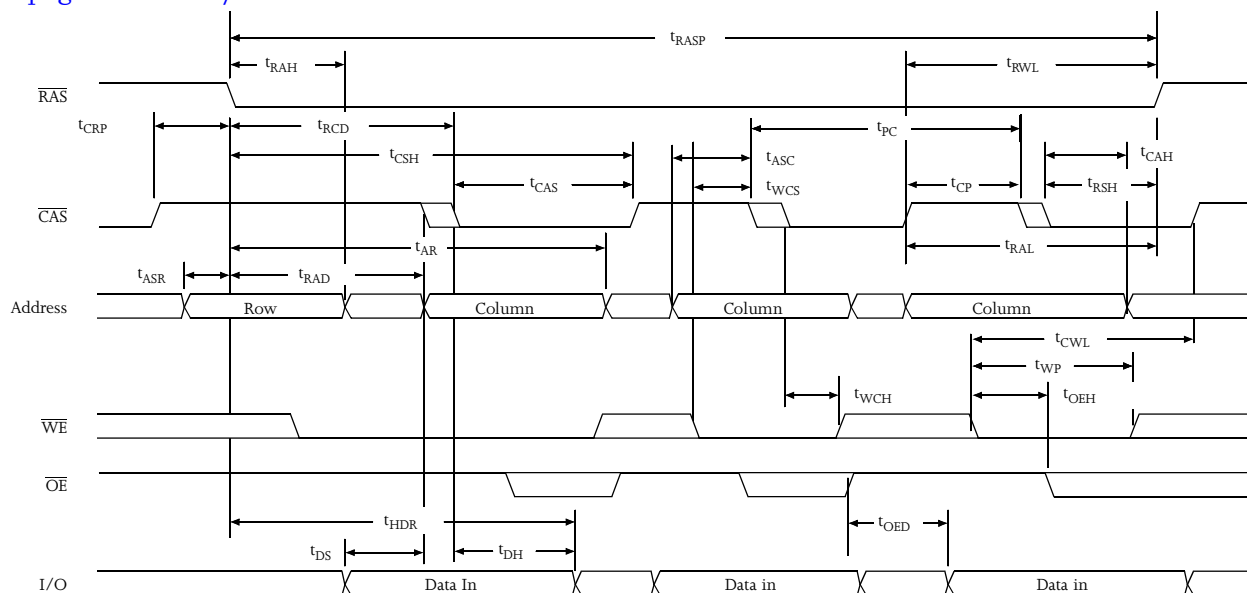 tRASP
tRAH
tRWL
RAS
tCRP
tRCD
tPC
tCSH
tASC
tCAH
tCAS
tWCS
tCP
tRSH
CAS
tAR
tRAL
tASR
tRAD
Address
Row
Column
Column
Column
tCWL
tWP
tWCH
tOEH
WE
OE
tHDR
tOED
tDS
tDH
I/O
Data In
Data in
Data in